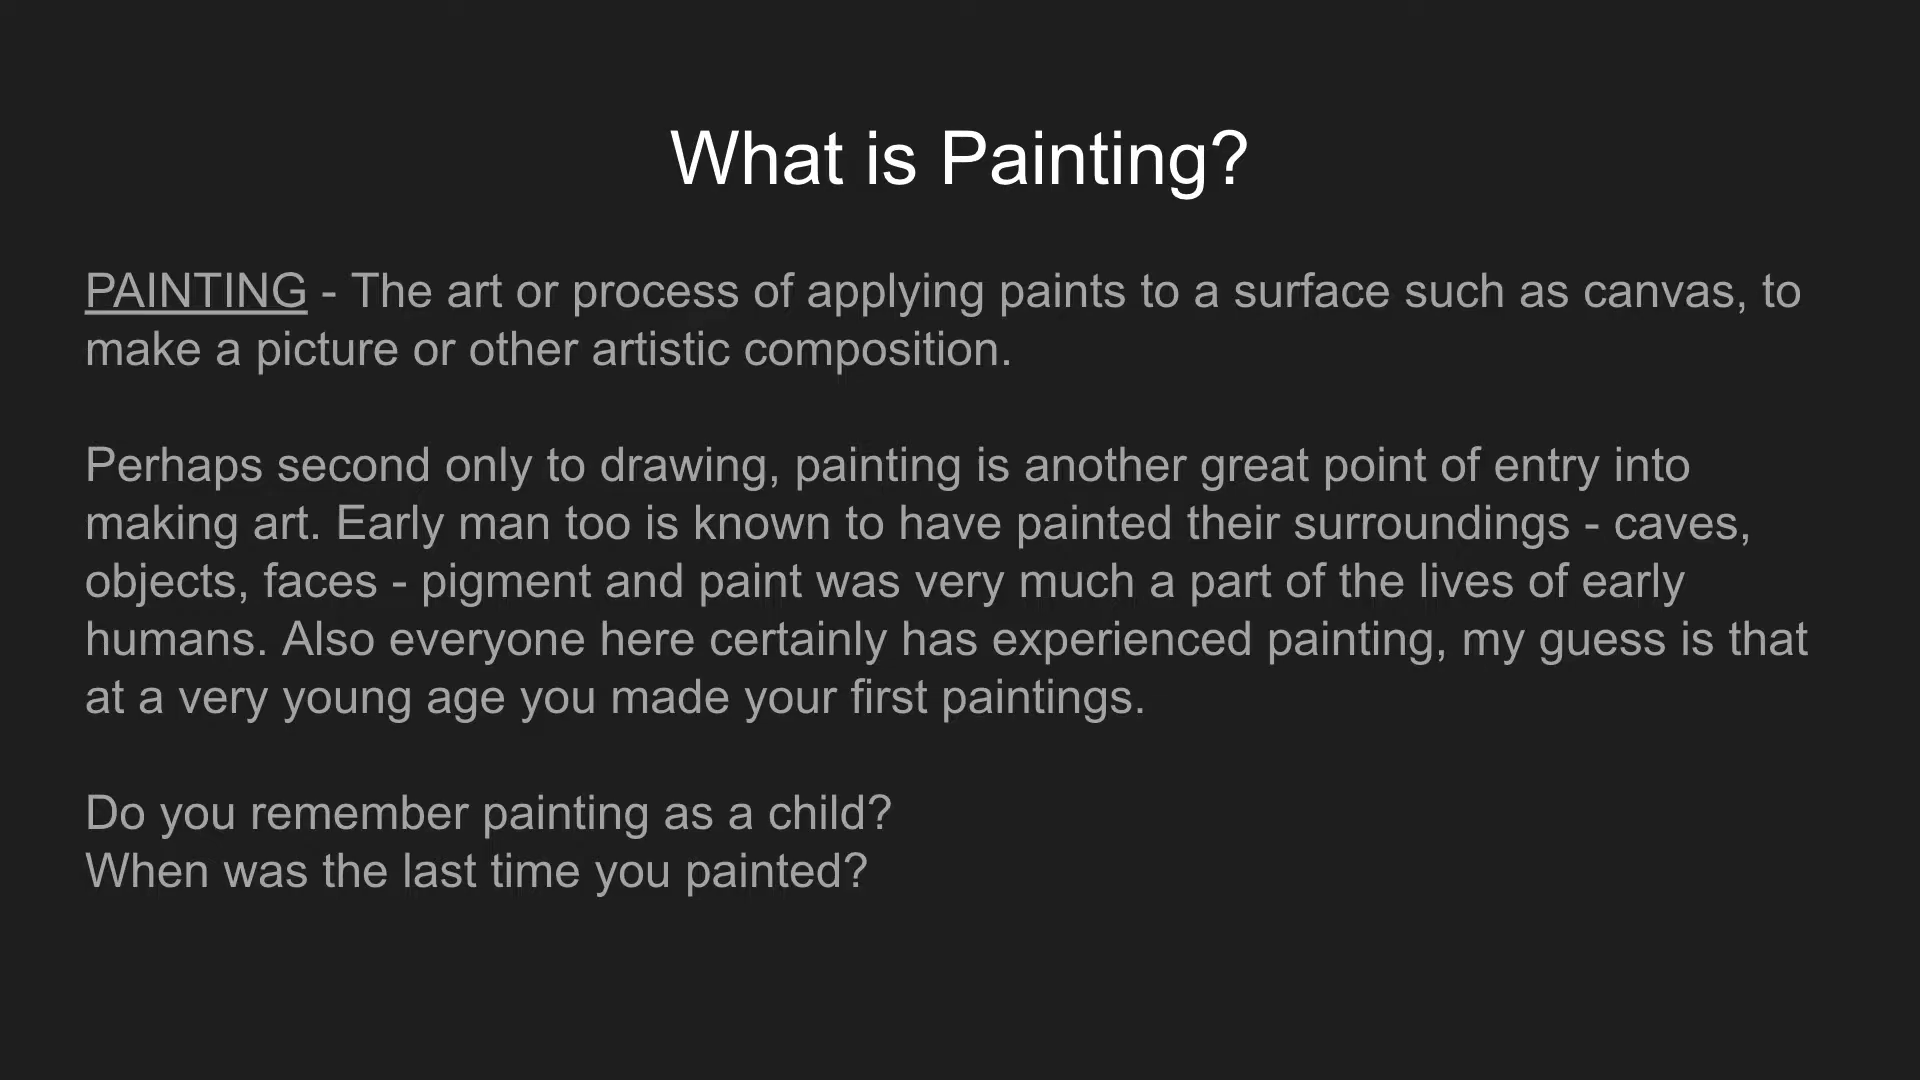 What is Painting?
PAINTING - The art or process of applying paints to a surface such as canvas, to
make a picture or other artistic composition.
Perhaps second only to drawing, painting is another great point of entry into
making art. Early man too is known to have painted their surroundings - caves,
objects, faces - pigment and paint was very much a part of the lives of early
humans. Also everyone here certainly has experienced painting, my guess is that
at a very young age you made your first paintings.
Do you remember painting as a child?
When was the last time you painted?